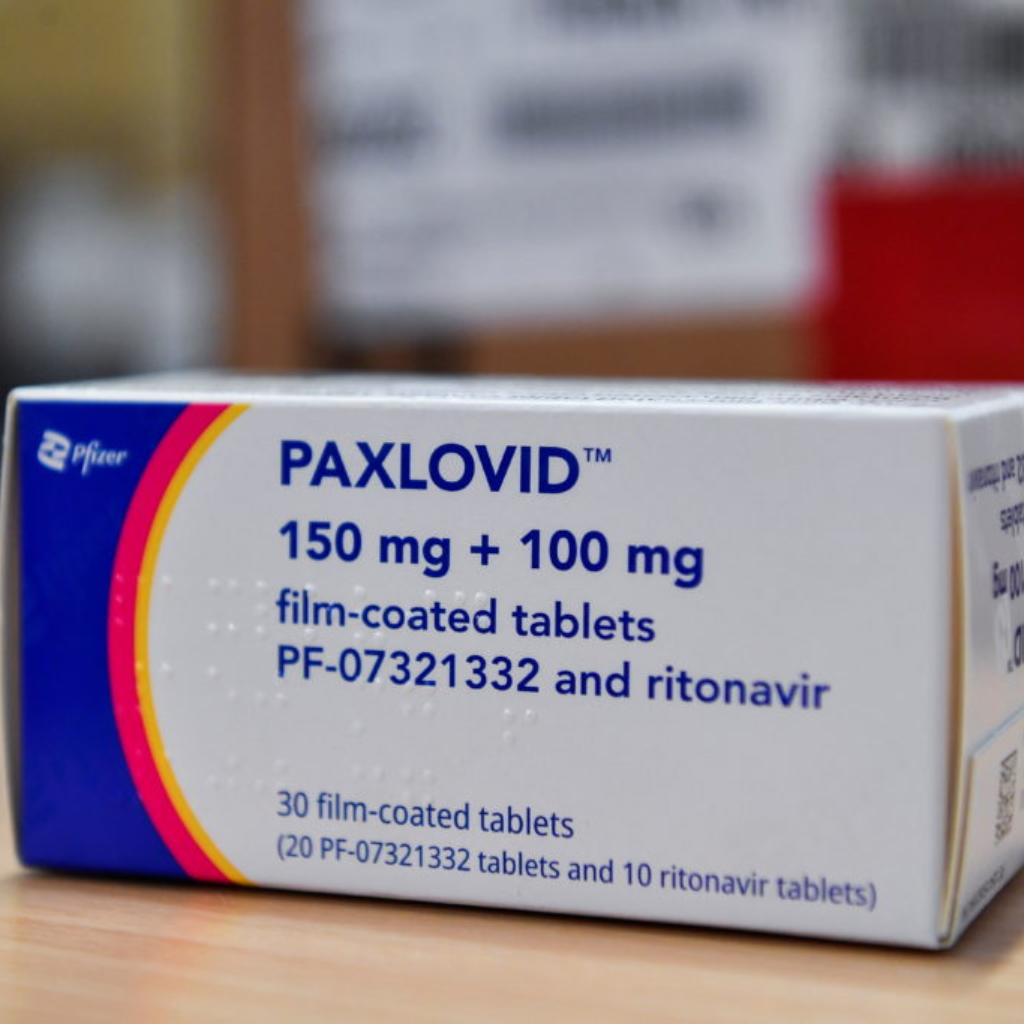 Pfizer
PAXLOVID™
150 mg + 100 mg
film-coated tablets
PF-07321332 and ritonavir
30 film-coated tablets
(20 PF-07321332 tablets and 10 ritonavir tablets)